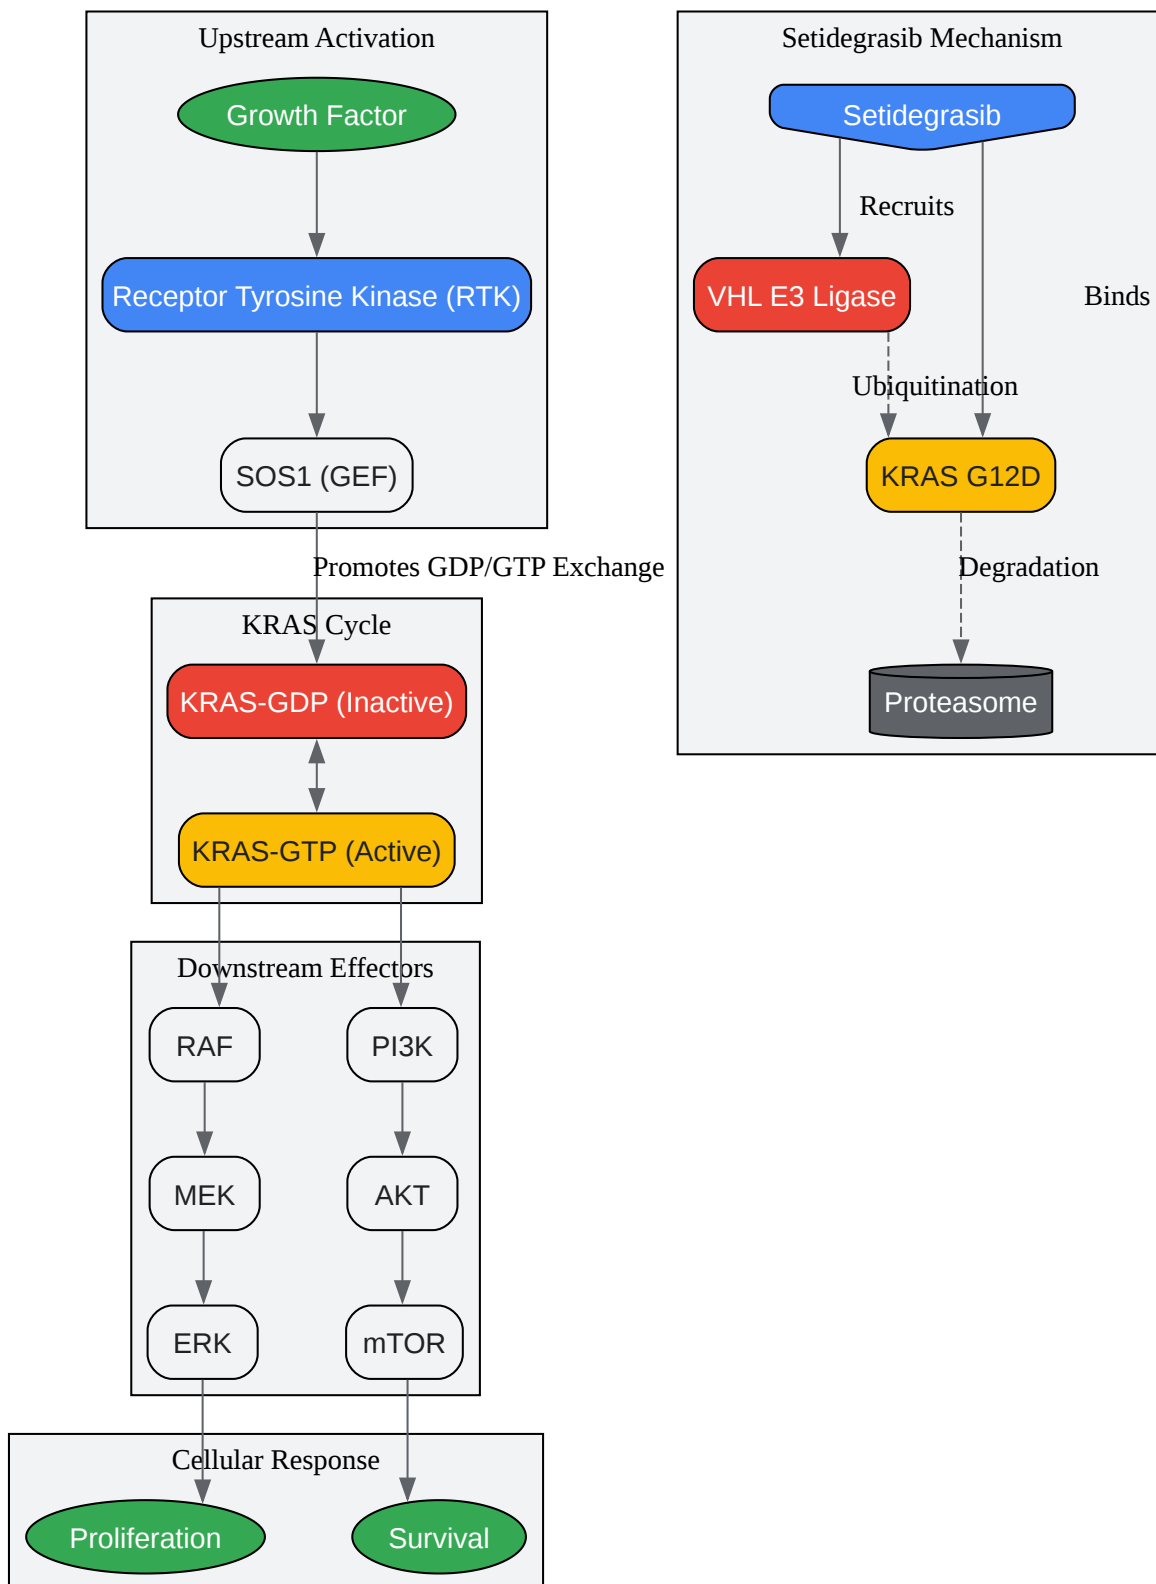 Upstream Activation
Growth Factor
Receptor Tyrosine Kinase (RTK)
SOS1 (GEF)
Promotes GDP/GTP Exchange
KRAS Cycle
KRAS-GDP (Inactive)
KRAS-GTP (Active)
Downstream Effectors
RAF
PI3K
MEK
AKT
ERK
mTOR
Cellular Response
Proliferation
Survival
Setidegrasib Mechanism
Setidegrasib
Recruits
VHL E3 Ligase
Binds
Ubiquitination
KRAS G12D
Degradation
Proteasome